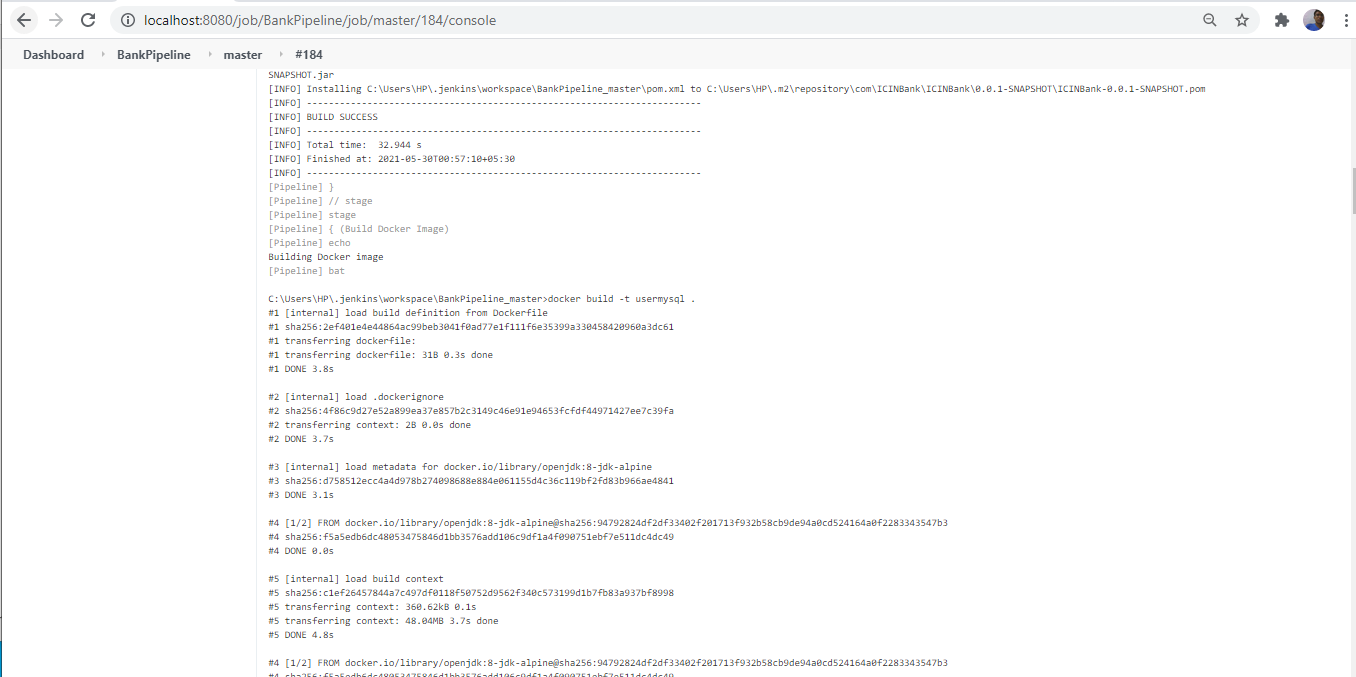 localhost:8080/job/BankPipeline/job/master/184/console
Dashboard BankPipeline master #184
SNAPSHOT.jar
[INFO] Installing C:\Users\HP\.jenkins\workspace\BankPipeline_master\pom.xml to C:\Users\HP\.m2\repository\com\ICINBank\ICINBank\0.0.1-SNAPSHOT\ICINBank-0.0.1-SNAPSHOT.pom
[INFO] ------------------------------------------------------------------------
[INFO] BUILD SUCCESS
[INFO] ------------------------------------------------------------------------
[INFO] Total time:  32.944 s
[INFO] Finished at: 2021-05-30T00:57:10+05:30
[INFO] ------------------------------------------------------------------------
[Pipeline] }
[Pipeline] // stage
[Pipeline] stage
[Pipeline] { (Build Docker Image)
[Pipeline] echo
Building Docker image
[Pipeline] bat
C:\Users\HP\.jenkins\workspace\BankPipeline_master>docker build -t usermysql .
#1 [internal] load build definition from Dockerfile
#1 sha256:2ef401e4e44864ac99beb3041f0ad77e1f111f6e35399a330458420960a3dc61
#1 transferring dockerfile:
#1 transferring dockerfile: 31B 0.3s done
#1 DONE 3.8s
#2 [internal] load .dockerignore
#2 sha256:4f86c9d27e52a899ea37e857b2c3149c46e91e94653fcfdf44971427ee7c39fa
#2 transferring context: 2B 0.0s done
#2 DONE 3.7s
#3 [internal] load metadata for docker.io/library/openjdk:8-jdk-alpine
#3 sha256:d758512ecc4a4d978b274098688e884e061155d4c36c119bf2fd83b966ae4841
#3 DONE 3.1s
#4 [1/2] FROM docker.io/library/openjdk:8-jdk-alpine@sha256:94792824df2df33402f201713f932b58cb9de94a0cd524164a0f2283343547b3
#4 sha256:f5a5edb6dc48053475846d1bb3576add106c9df1a4f090751ebf7e511dc4dc49
#4 DONE 0.0s
#5 [internal] load build context
#5 sha256:c1ef26457844a7c497df0118f50752d9562f340c573199d1b7fb83a937bf8998
#5 transferring context: 360.62kB 0.1s
#5 transferring context: 48.04MB 3.7s done
#5 DONE 4.8s
#4 [1/2] FROM docker.io/library/openjdk:8-jdk-alpine@sha256:94792824df2df33402f201713f932b58cb9de94a0cd524164a0f2283343547b3
#4 sha256:f5a5edb6dc48053475846d1bb3576add106c9df1a4f090751ebf7e511dc4dc49